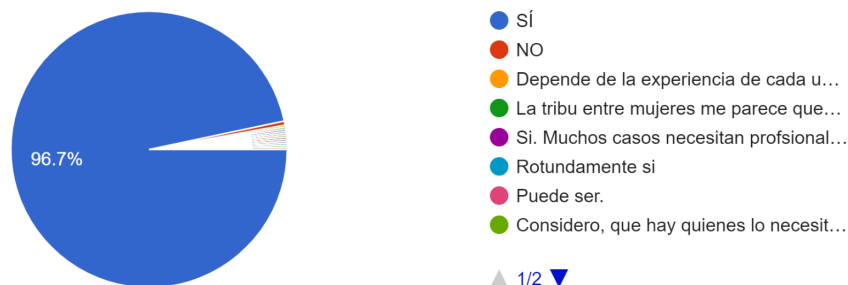 96.7%
SÍ
NO
Depende de la experiencia de cada u…
La tribu entre mujeres me parece que…
Si. Muchos casos necesitan profsional…
Rotundamente si
Puede ser.
Considero, que hay quienes lo necesit…
1/2